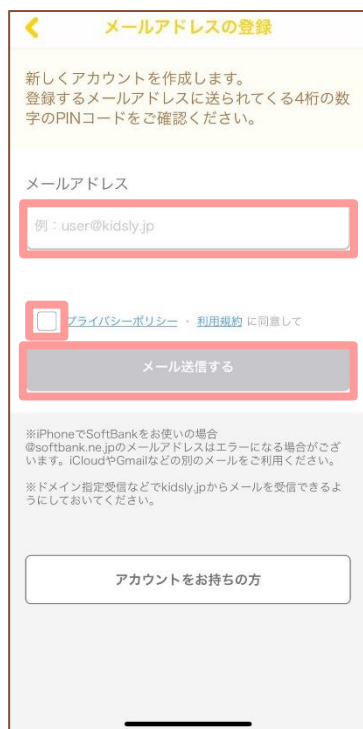 メールアドレスの登録
新しくアカウントを作成します。
登録するメールアドレスに送られてくる4桁の数
字のPINコードをご確認ください。
メールアドレス
例：user@kidsly.jp
プライバシーポリシー ・ 利用規約 に同意して
メール送信する
※iPhoneでSoftBankをお使いの場合
@softbank.ne.jpのメールアドレスはエラーになる場合がござ
います。iCloudやGmailなどの別のメールをご利用ください。
※ドメイン指定受信などでkidsly.jpからメールを受信できるよ
うにしておいてください。
アカウントをお持ちの方